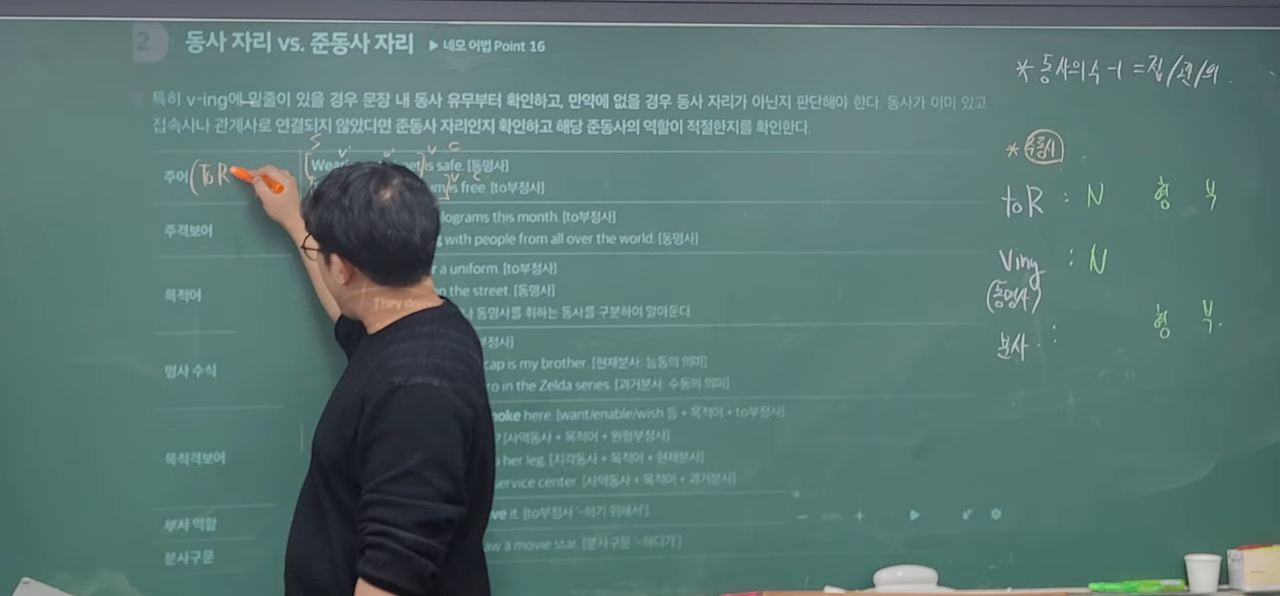 2 동사 자리 vs. 준동사 자리 ▶ 네모 어법 Point 16
특히 v-ing에 밑줄이 있을 경우 문장 내 동사 유무부터 확인하고, 만약에 없을 경우 동사 자리가 아닌지 판단해야 한다. 동사가 이미 있고
접속사나 관계사로 연결되지 않았다면 준동사 자리인지 확인하고 해당 준동사의 역할이 적절한지를 확인한다.
S V' O' V C
주어 (to R
is safe. [동명사]
V C
is free. [to부정사]
주격보어
lograms this month. [to부정사]
with people from all over the world. [동명사]
목적어
r a uniform. [to부정사]
on the street. [동명사]
They
동명사를 취하는 동사를 구분하여 알아둔다.
명사 수식
부정사]
cap is my brother. [현재분사: 능동의 의미]
ro in the Zelda series. [과거분사: 수동의 의미]
목적격보어
oke here. [want/enable/wish 등 + 목적어 + to부정사]
? [사역동사 + 목적어 + 원형부정사]
her leg. [지각동사 + 목적어 + 현재분사]
service center. [사역동사 + 목적어 + 과거분사]
부사 역할
ve it. [to부정사 '~하기 위해서']
분사구문
aw a movie star. [분사구문 '~하다가']
* 동사의 수 -1 = 접/관/의
* 준동사
to R : N 형 부
Ving : N
(동명사)
분사 : 형 부.